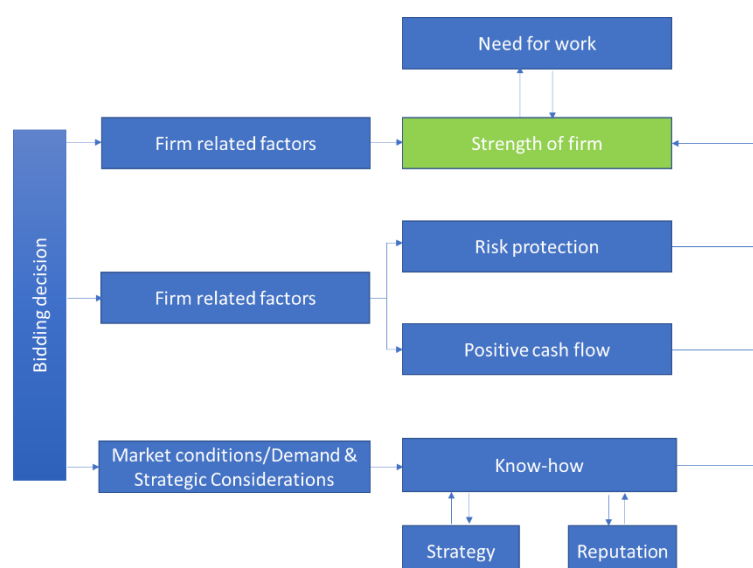 Need for work
Bidding decision
Firm related factors
Strength of firm
Risk protection
Firm related factors
Positive cash flow
Market conditions/Demand &
Strategic Considerations
Know-how
Strategy
Reputation